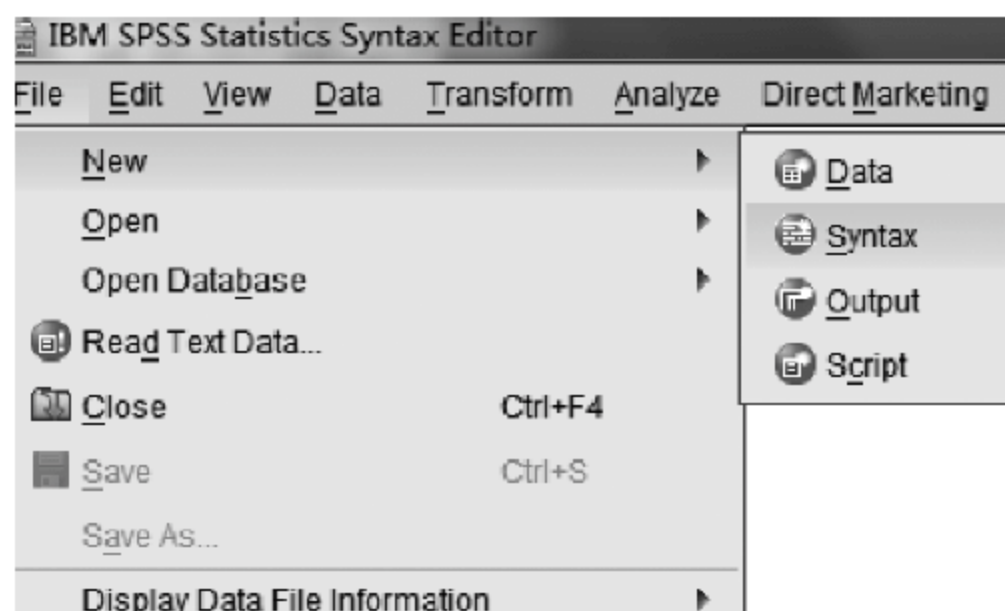 IBM SPSS Statistics Syntax Editor
File Edit View Data Transform Analyze Direct Marketing
New
Open
Open Database
Read Text Data...
Close Ctrl+F4
Save Ctrl+S
Save As...
Display Data File Information
Data
Syntax
Output
Script